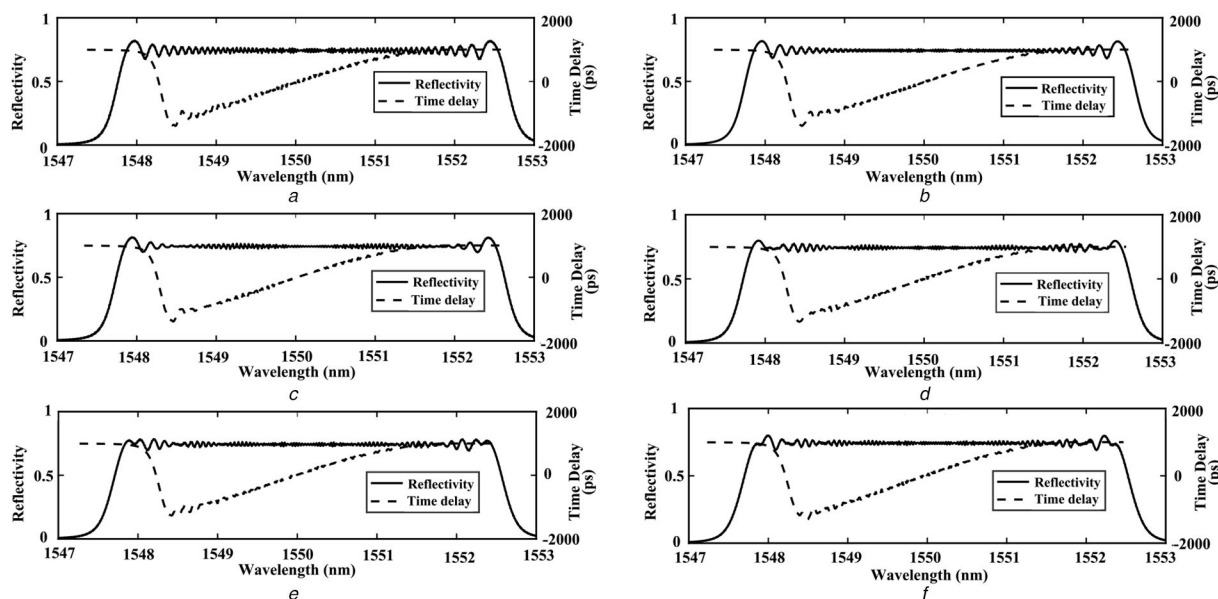 1
0.5
0
Reflectivity
2000
0
-2000
Time Delay
(ps)
Reflectivity
Time delay
1547 1548 1549 1550 1551 1552 1553
Wavelength (nm)
a
1
0.5
0
Reflectivity
2000
0
-2000
Time Delay
(ps)
Reflectivity
Time delay
1547 1548 1549 1550 1551 1552 1553
Wavelength (nm)
b
1
0.5
0
Reflectivity
2000
0
-2000
Time Delay
(ps)
Reflectivity
Time delay
1547 1548 1549 1550 1551 1552 1553
Wavelength (nm)
c
1
0.5
0
Reflectivity
2000
0
-2000
Time Delay
(ps)
Reflectivity
Time delay
1547 1548 1549 1550 1551 1552 1553
Wavelength (nm)
d
1
0.5
0
Reflectivity
2000
0
-2000
Time Delay
(ps)
Reflectivity
Time delay
1547 1548 1549 1550 1551 1552 1553
Wavelength (nm)
e
1
0.5
0
Reflectivity
2000
0
-2000
Time Delay
(ps)
Reflectivity
Time delay
1547 1548 1549 1550 1551 1552 1553
Wavelength (nm)
f